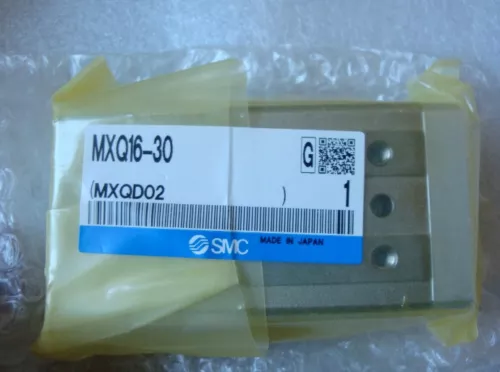 MXQ16-30
G
(MXQD02 )
1
SMC MADE IN JAPAN